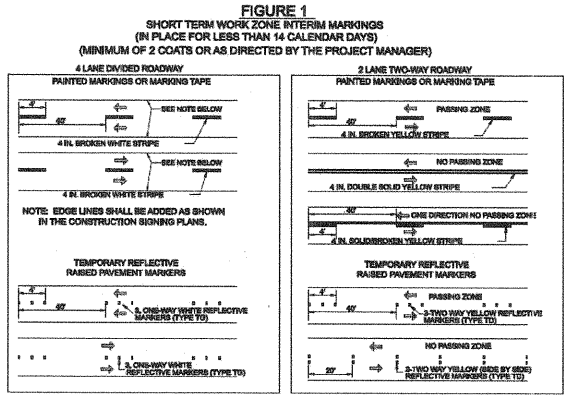 FIGURE 1
SHORT TERM WORK ZONE INTERIM MARKINGS
(IN PLACE FOR LESS THAN 14 CALENDAR DAYS)
(MINIMUM OF 2 COATS OR AS DIRECTED BY THE PROJECT MANAGER)
4 LANE DIVIDED ROADWAY
PAINTED MARKINGS OR MARKING TAPE
4'
SEE NOTE BELOW
40'
4 IN. BROKEN WHITE STRIPE
SEE NOTE BELOW
4 IN. BROKEN WHITE STRIPE
NOTE: EDGE LINES SHALL BE ADDED AS SHOWN
IN THE CONSTRUCTION SIGNING PLANS.
TEMPORARY REFLECTIVE
RAISED PAVEMENT MARKERS
4'
40'
3, ONE-WAY WHITE REFLECTIVE
MARKERS (TYPE TG)
3, ONE-WAY WHITE
REFLECTIVE MARKERS (TYPE TG)
2 LANE TWO-WAY ROADWAY
PAINTED MARKINGS OR MARKING TAPE
4'
PASSING ZONE
40'
4 IN. BROKEN YELLOW STRIPE
NO PASSING ZONE
4 IN. DOUBLE SOLID YELLOW STRIPE
40'
ONE DIRECTION NO PASSING ZONE
4'
4 IN. SOLID/BROKEN YELLOW STRIPE
TEMPORARY REFLECTIVE
RAISED PAVEMENT MARKERS
4'
PASSING ZONE
40'
3-TWO WAY YELLOW REFLECTIVE
MARKERS (TYPE TD)
NO PASSING ZONE
20'
2-TWO WAY YELLOW (SIDE BY SIDE)
REFLECTIVE MARKERS (TYPE TD)